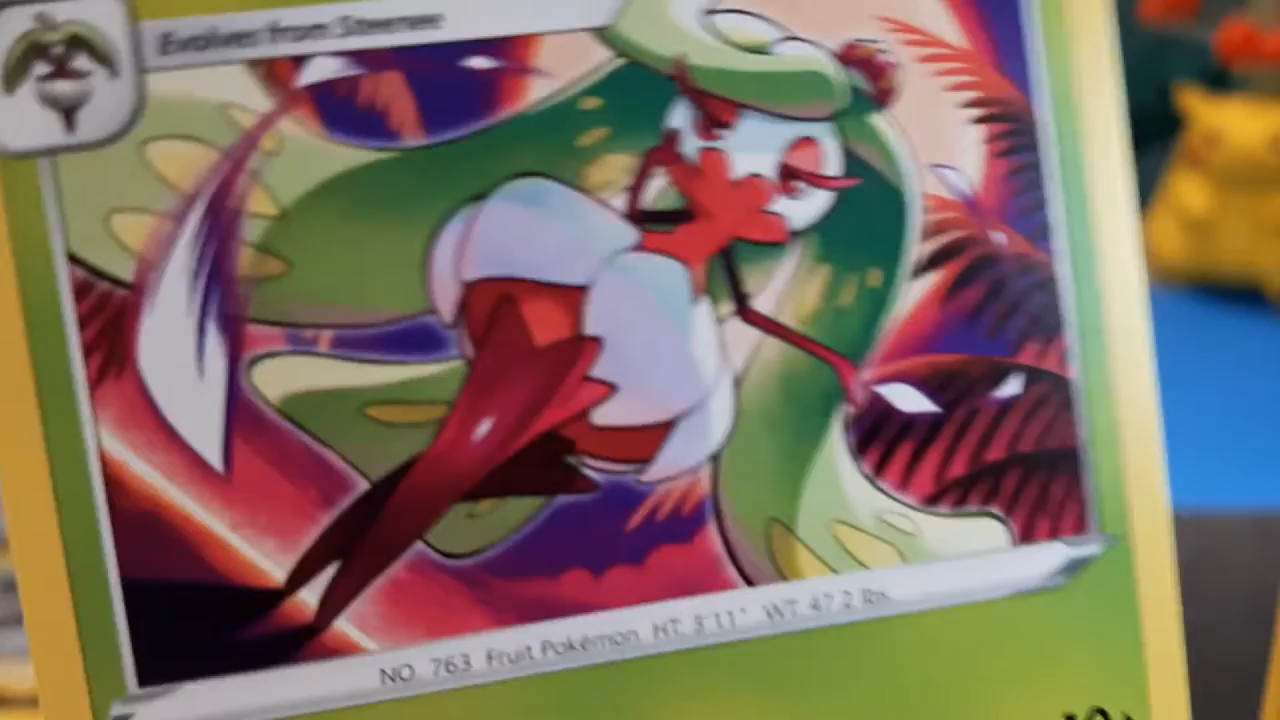 Evolves from Steenee
NO. 763 Fruit Pokémon HT: 3'11" WT: 47.2 lbs.